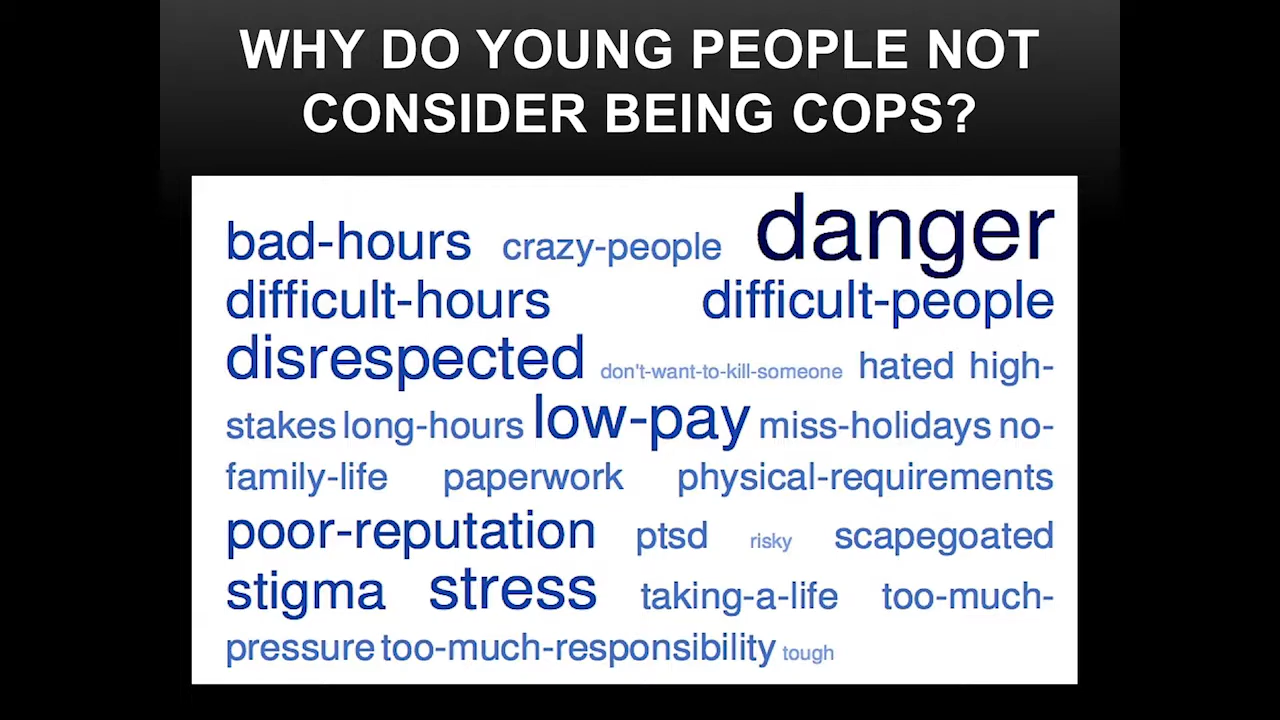 WHY DO YOUNG PEOPLE NOT
CONSIDER BEING COPS?
bad-hours crazy-people danger
difficult-hours difficult-people
disrespected don't-want-to-kill-someone hated high-
stakes long-hours low-pay miss-holidays no-
family-life paperwork physical-requirements
poor-reputation ptsd risky scapegoated
stigma stress taking-a-life too-much-
pressure too-much-responsibility tough